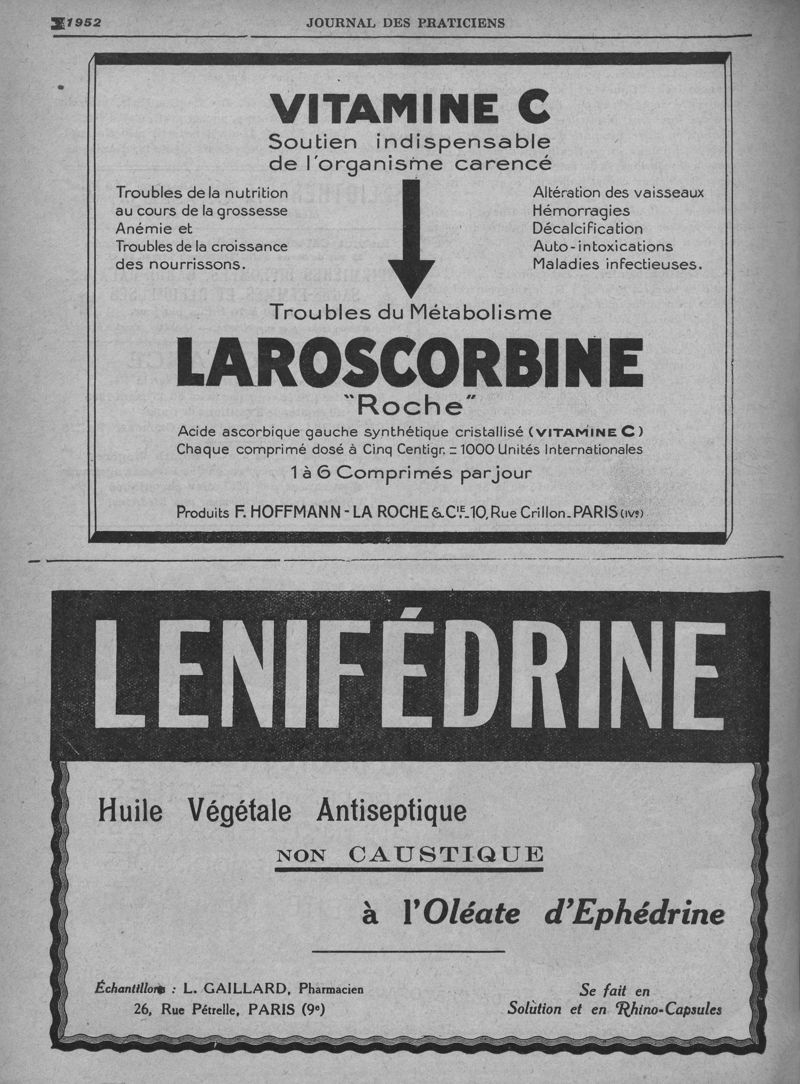 1952
JOURNAL DES PRATICIENS
VITAMINE C
Soutien indispensable
de l'organisme carencé
Troubles de la nutrition
au cours de la grossesse
Anémie et
Troubles de la croissance
des nourrissons.
Altération des vaisseaux
Hémorragies
Décalcification
Auto-intoxications
Maladies infectieuses.
Troubles du Métabolisme
LAROSCORBINE
"Roche"
Acide ascorbique gauche synthétique cristallisé (VITAMINE C)
Chaque comprimé dosé à Cinq Centigr. = 1000 Unités Internationales
1 à 6 Comprimés par jour
Produits F. HOFFMANN-LA ROCHE & CIE. 10, Rue Crillon_PARIS (IVe)
LENIFÉDRINE
Huile Végétale Antiseptique
NON CAUSTIQUE
à l'Oléate d'Ephédrine
Échantillons : L. GAILLARD, Pharmacien
26, Rue Pétrelle, PARIS (9e)
Se fait en
Solution et en Rhino-Capsules